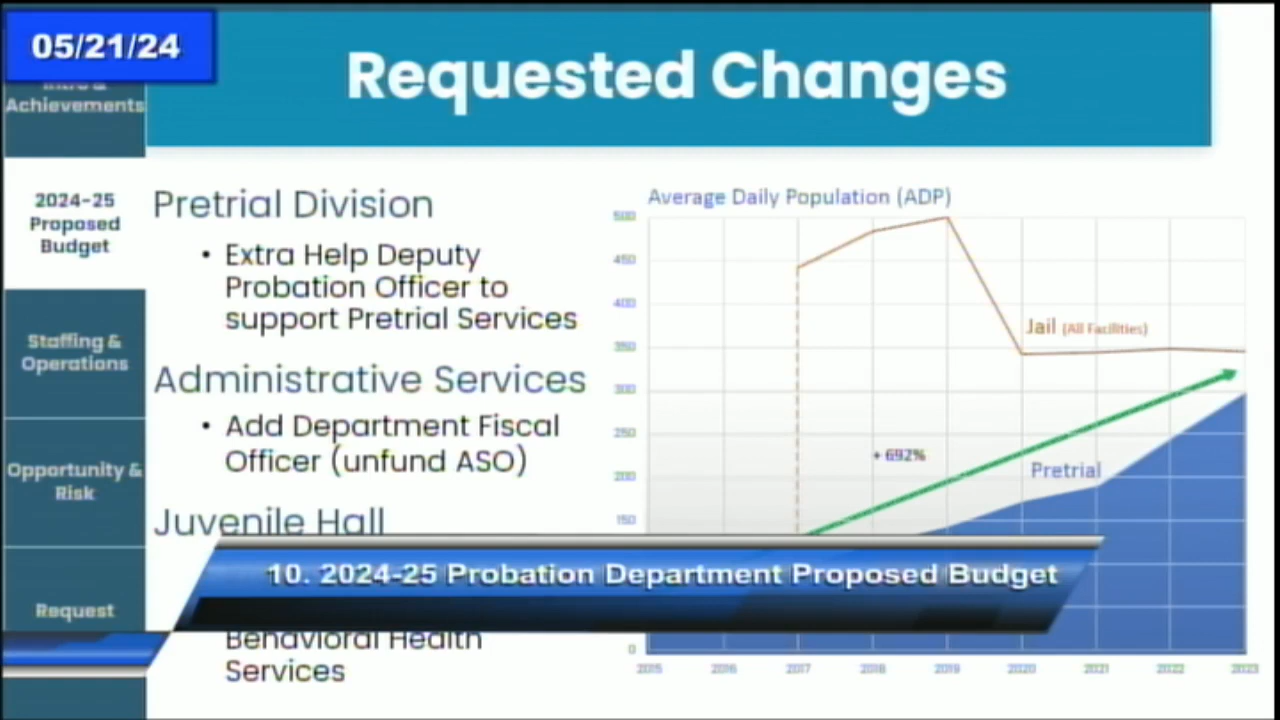 05/21/24
Requested Changes
Intro &
Achievements
2024-25
Proposed
Budget
Staffing &
Operations
Opportunity &
Risk
Request
Pretrial Division
• Extra Help Deputy
Probation Officer to
support Pretrial Services
Administrative Services
• Add Department Fiscal
Officer (unfund ASO)
Juvenile Hall
Behavioral Health
Services
Average Daily Population (ADP)
500
450
400
350
300
250
200
150
0
Jail (All Facilities)
+ 692%
Pretrial
2015 2016 2017 2018 2019 2020 2021 2022 2023
10. 2024-25 Probation Department Proposed Budget